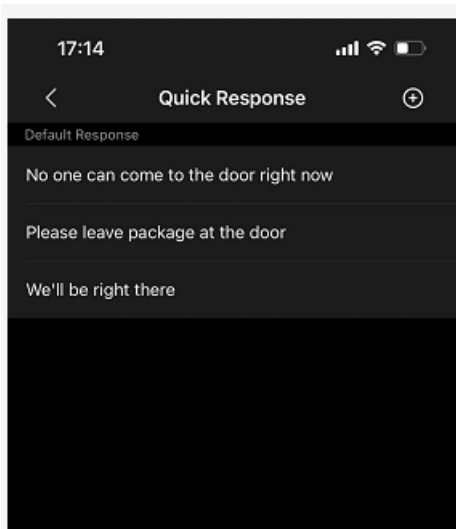 17:14
Quick Response
Default Response
No one can come to the door right now
Please leave package at the door
We'll be right there